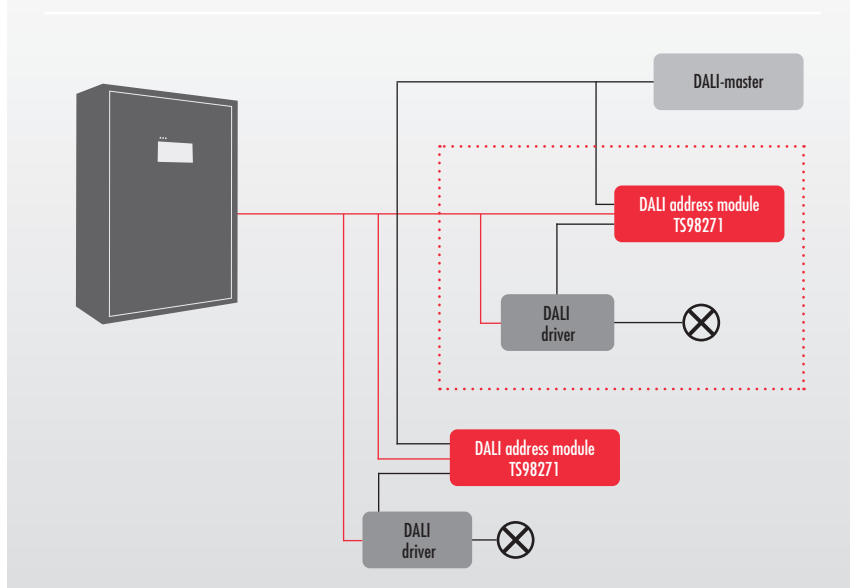 DALI-master
DALI address module
TS98271
DALI
driver
DALI address module
TS98271
DALI
driver